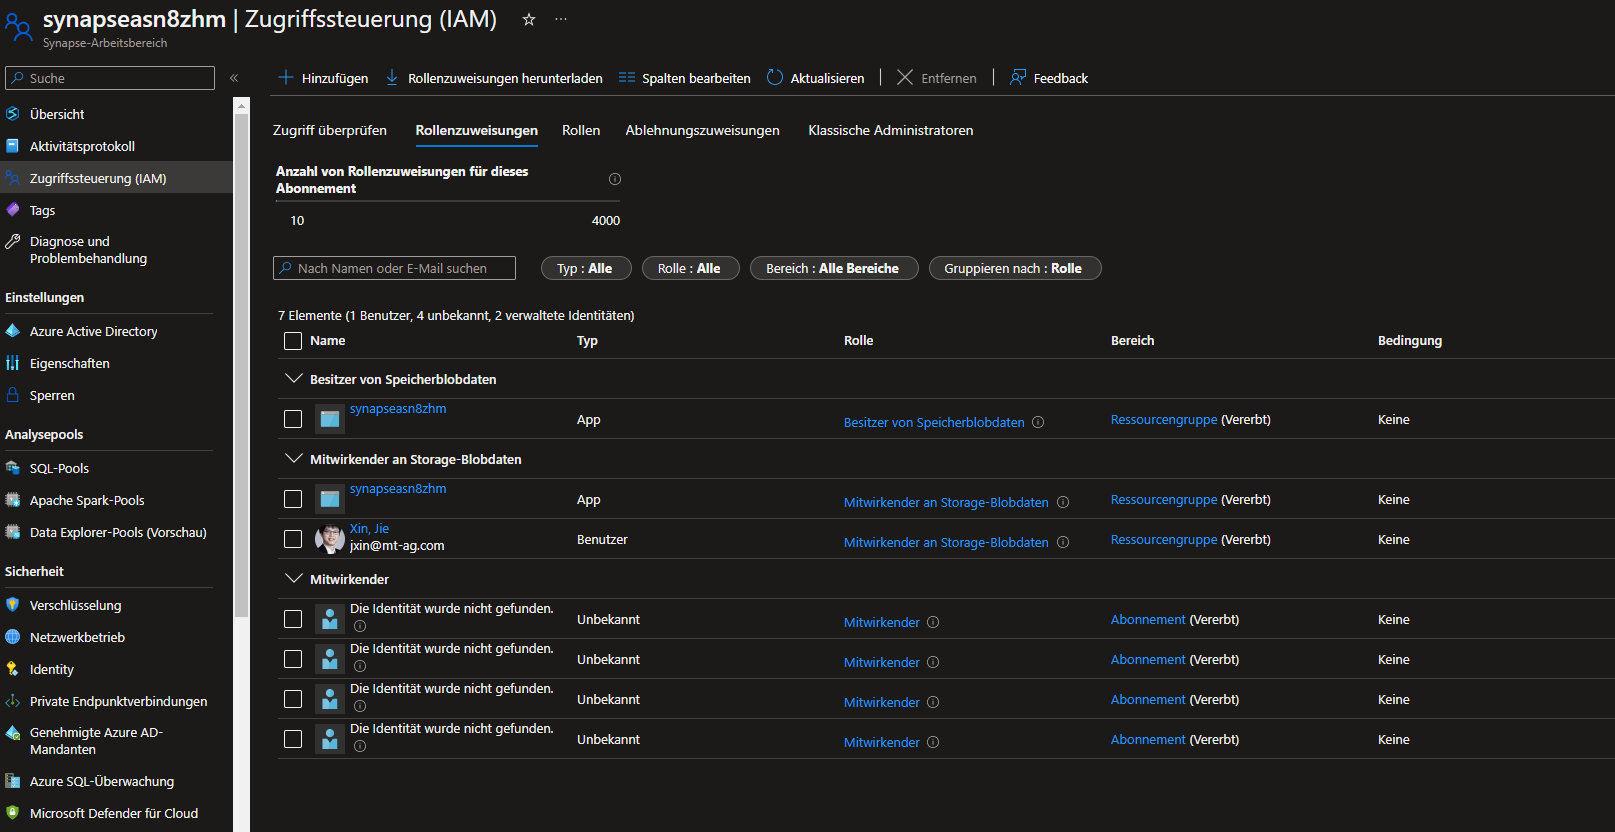 synapseasn8zhm | Zugriffssteuerung (IAM)
Synapse-Arbeitsbereich
Suche
Übersicht
Aktivitätsprotokoll
Zugriffssteuerung (IAM)
Tags
Diagnose und
Problembehandlung
Einstellungen
Azure Active Directory
Eigenschaften
Sperren
Analysepools
SQL-Pools
Apache Spark-Pools
Data Explorer-Pools (Vorschau)
Sicherheit
Verschlüsselung
Netzwerkbetrieb
Identity
Private Endpunktverbindungen
Genehmigte Azure AD-
Mandanten
Azure SQL-Überwachung
Microsoft Defender für Cloud
Hinzufügen Rollenzuweisungen herunterladen Spalten bearbeiten Aktualisieren Entfernen Feedback
Zugriff überprüfen Rollenzuweisungen Rollen Ablehnungszuweisungen Klassische Administratoren
Anzahl von Rollenzuweisungen für dieses
Abonnement
10 4000
Nach Namen oder E-Mail suchen Typ : Alle Rolle : Alle Bereich : Alle Bereiche Gruppieren nach : Rolle
7 Elemente (1 Benutzer, 4 unbekannt, 2 verwaltete Identitäten)
Name Typ Rolle Bereich Bedingung
Besitzer von Speicherblobdaten
synapseasn8zhm App Besitzer von Speicherblobdaten Ressourcengruppe (Vererbt) Keine
Mitwirkender an Storage-Blobdaten
synapseasn8zhm App Mitwirkender an Storage-Blobdaten Ressourcengruppe (Vererbt) Keine
Xin, Jie
jxin@mt-ag.com Benutzer Mitwirkender an Storage-Blobdaten Ressourcengruppe (Vererbt) Keine
Mitwirkender
Die Identität wurde nicht gefunden. Unbekannt Mitwirkender Abonnement (Vererbt) Keine
Die Identität wurde nicht gefunden. Unbekannt Mitwirkender Abonnement (Vererbt) Keine
Die Identität wurde nicht gefunden. Unbekannt Mitwirkender Abonnement (Vererbt) Keine
Die Identität wurde nicht gefunden. Unbekannt Mitwirkender Abonnement (Vererbt) Keine